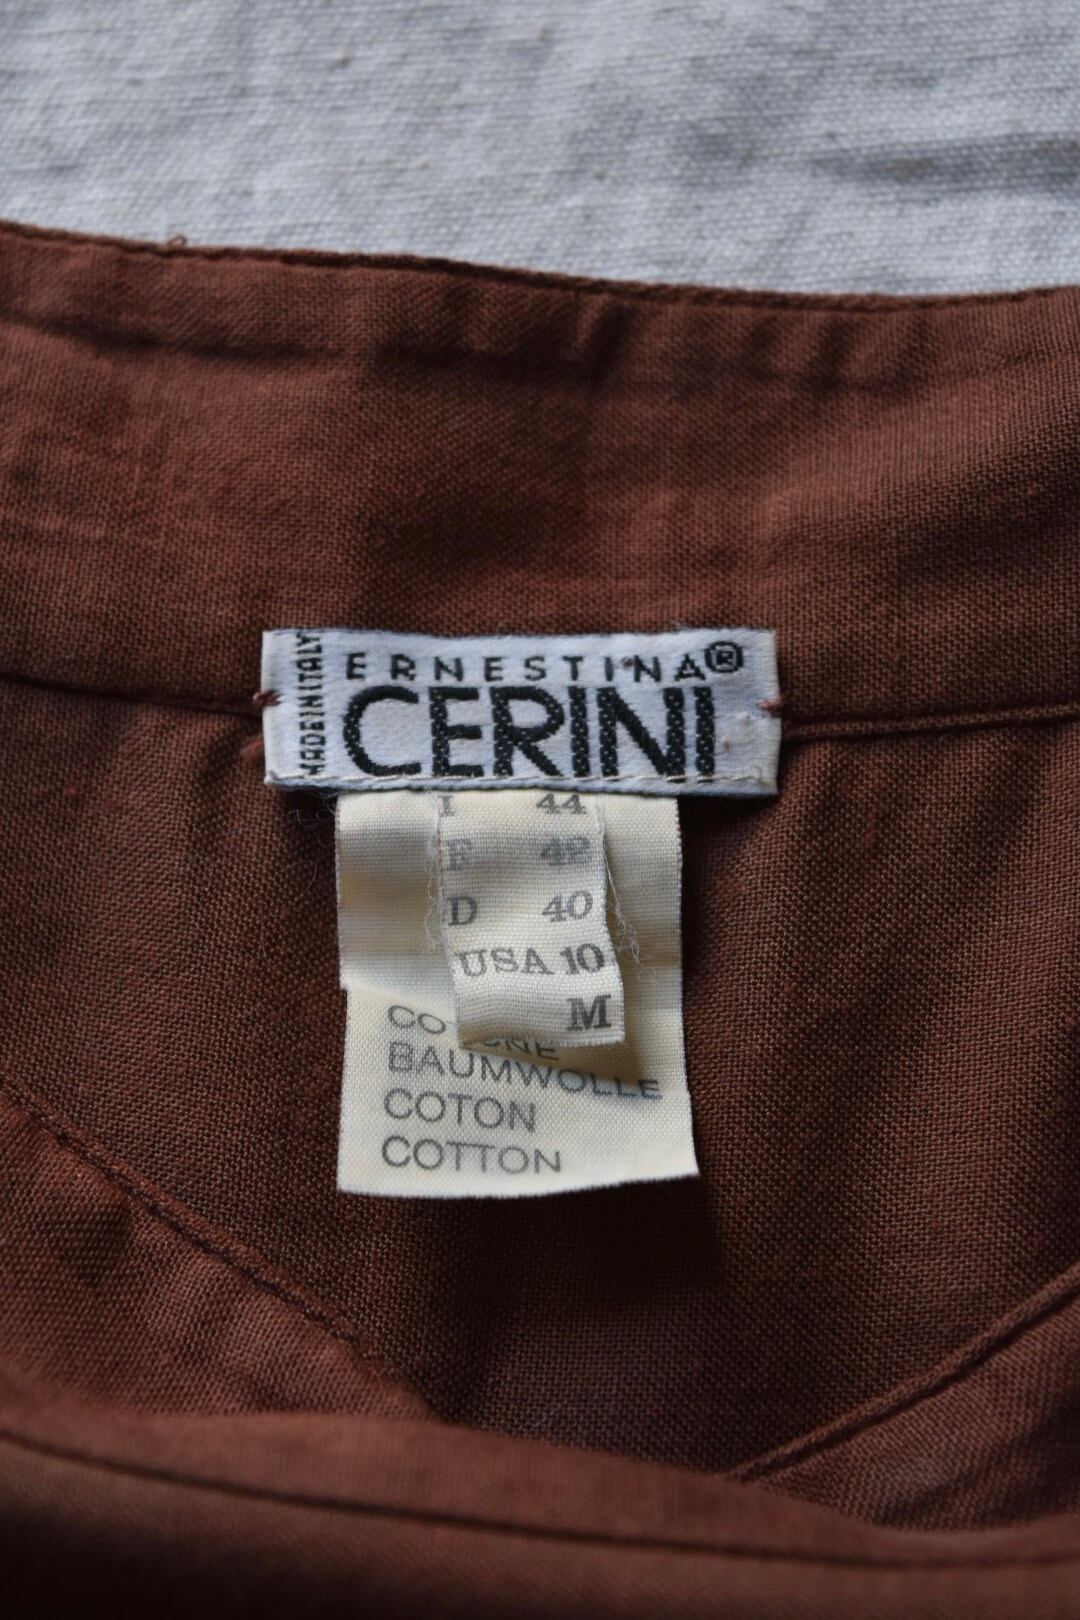 MADE IN ITALY
ERNESTINA®
CERINI
I 44
F 42
D 40
USA 10
M
BAUMWOLLE
COTON
COTTON